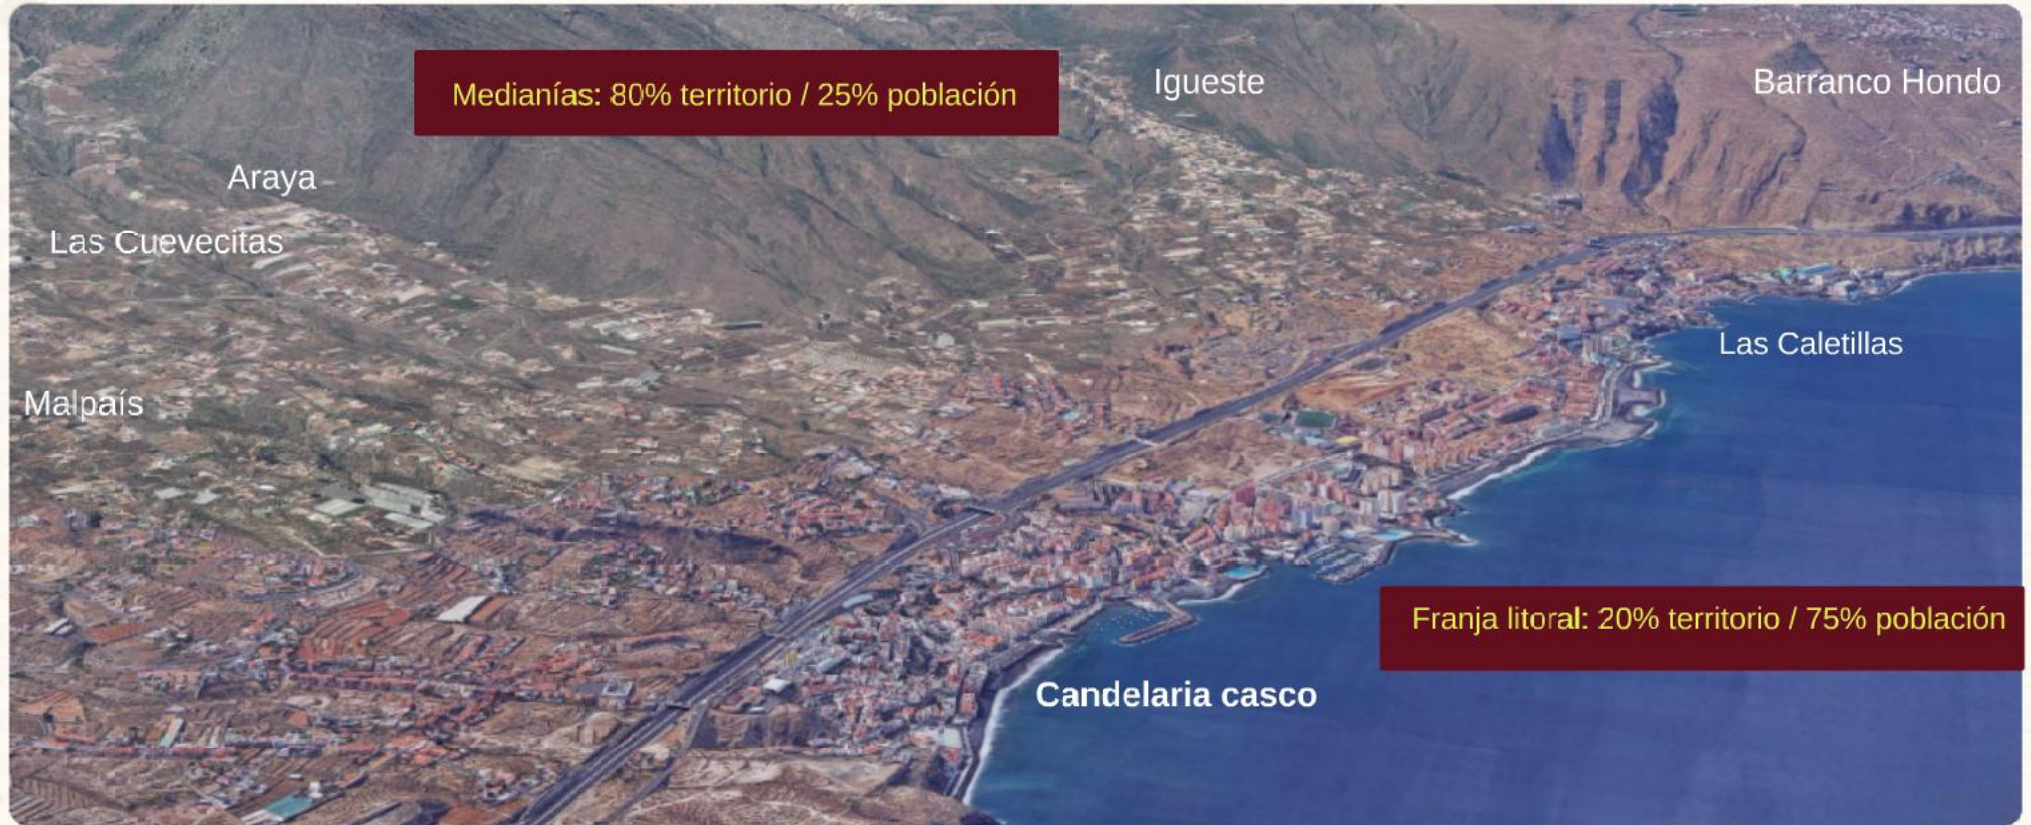 Medianías: 80% territorio / 25% población
Igueste
Barranco Hondo
Araya
Las Cuevecitas
Las Caletillas
Malpaís
Franja litoral: 20% territorio / 75% población
Candelaria casco